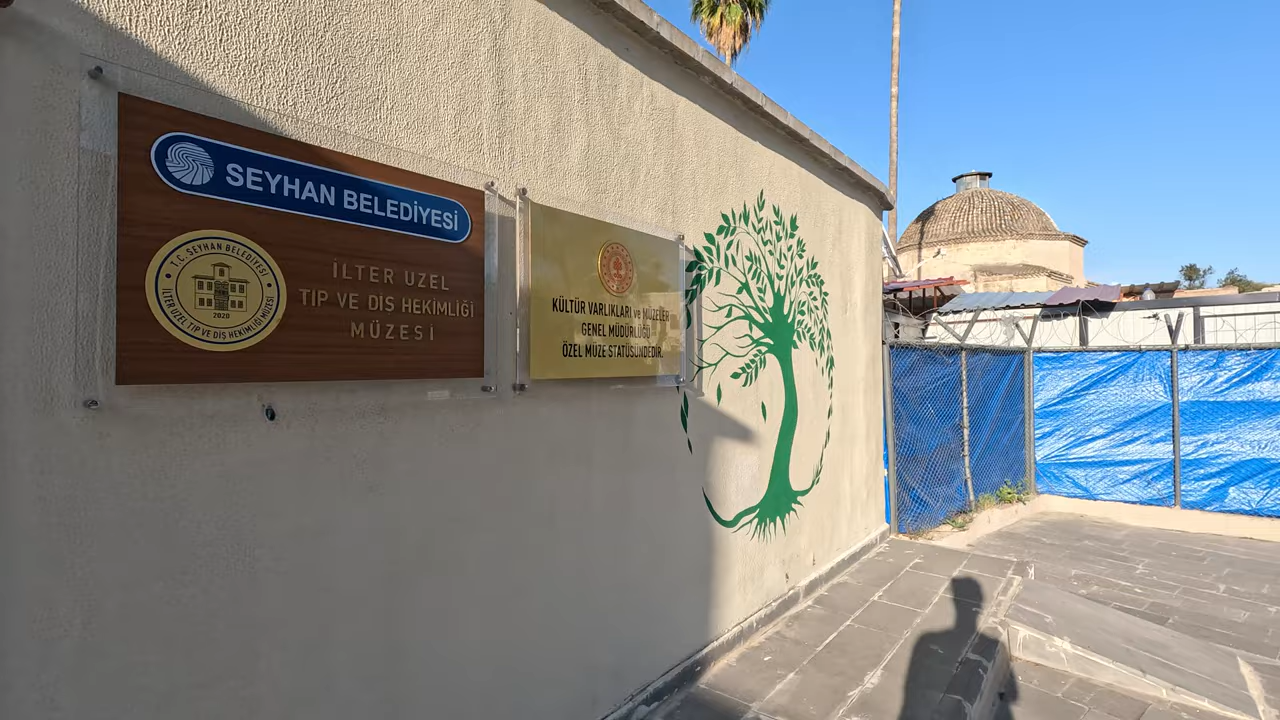 SEYHAN BELEDİYESİ
T.C. SEYHAN BELEDİYESİ
İLTER UZEL TIP VE DİŞ HEKİMLİĞİ MÜZESİ
2020
İLTER UZEL
TIP VE DİŞ HEKİMLİĞİ
MÜZESİ
KÜLTÜR VARLIKLARI ve MÜZELER
GENEL MÜDÜRLÜĞÜ
ÖZEL MÜZE STATÜSÜNDEDİR.